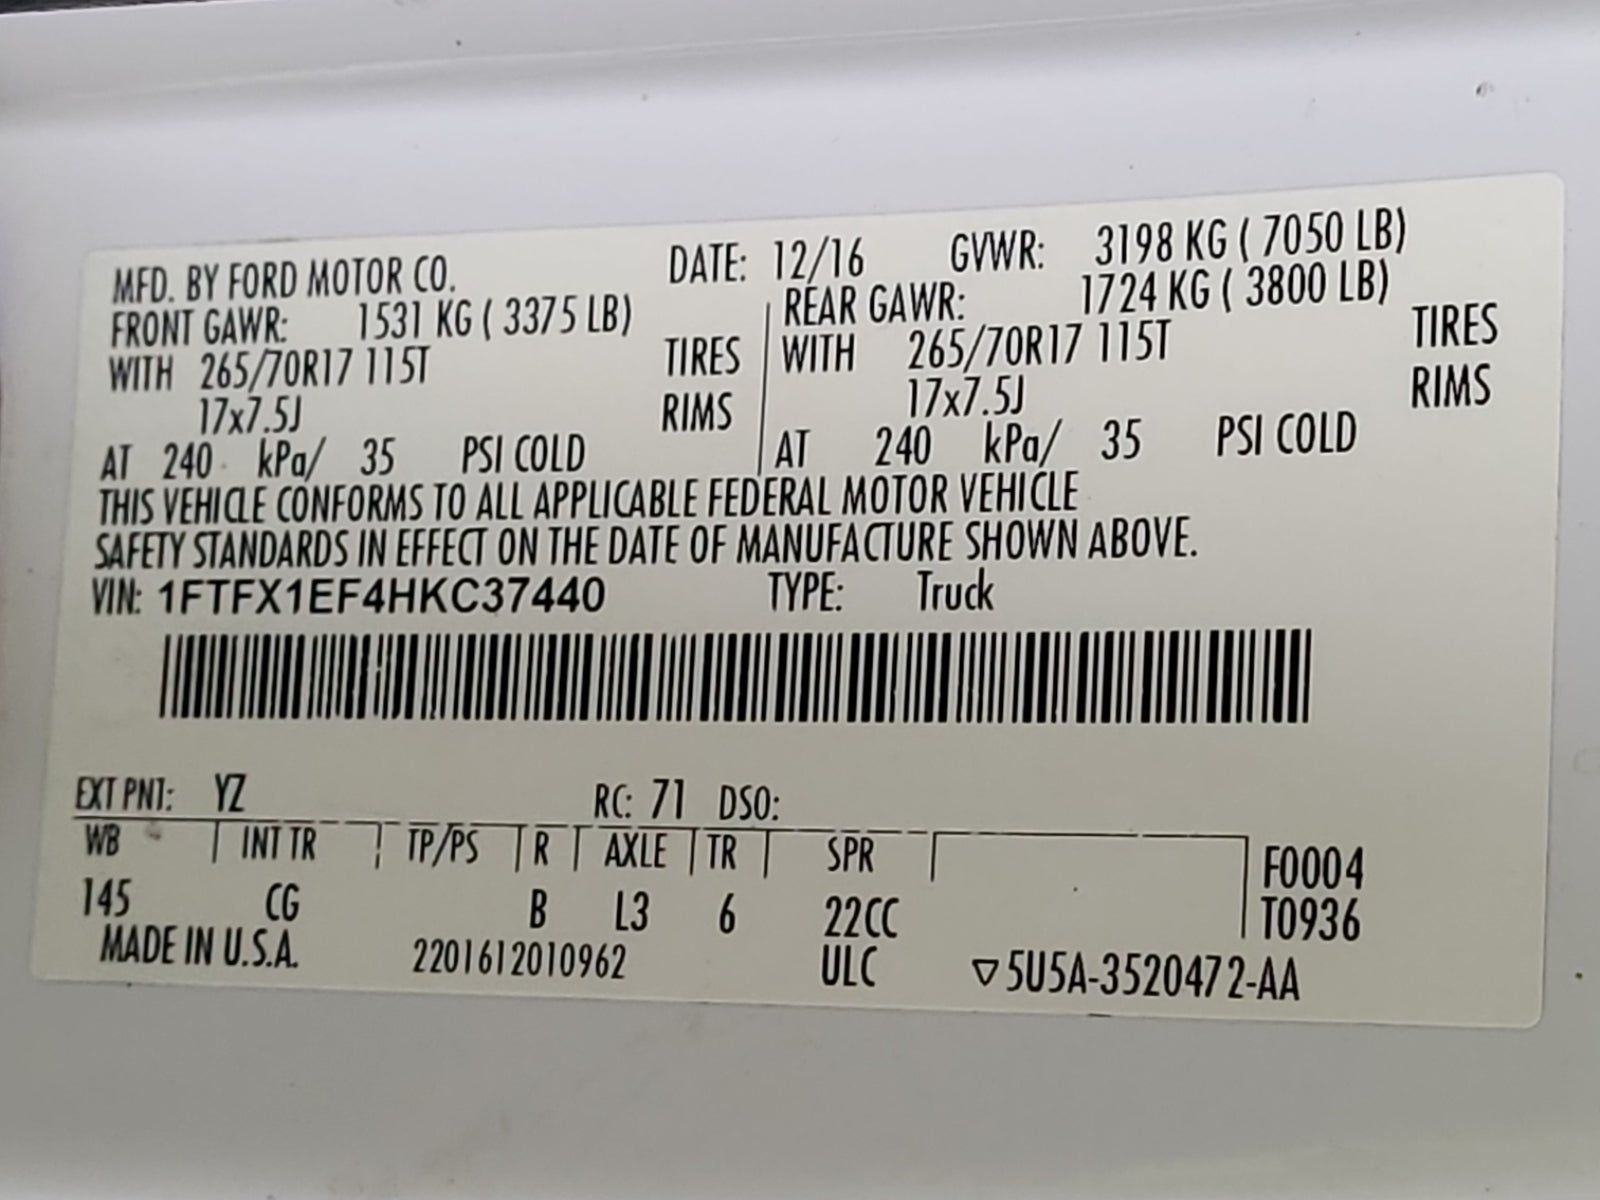 MFD. BY FORD MOTOR CO. DATE: 12/16 GVWR: 3198 KG ( 7050 LB)
FRONT GAWR: 1531 KG ( 3375 LB) REAR GAWR: 1724 KG ( 3800 LB)
WITH 265/70R17 115T TIRES WITH 265/70R17 115T TIRES
17x7.5J RIMS 17x7.5J RIMS
AT 240 kPa/ 35 PSI COLD AT 240 kPa/ 35 PSI COLD
THIS VEHICLE CONFORMS TO ALL APPLICABLE FEDERAL MOTOR VEHICLE
SAFETY STANDARDS IN EFFECT ON THE DATE OF MANUFACTURE SHOWN ABOVE.
VIN: 1FTFX1EF4HKC37440 TYPE: Truck
EXT PNT: YZ RC: 71 DSO:
WB INT TR TP/PS R AXLE TR SPR F0004
145 CG B L3 6 22CC T0936
MADE IN U.S.A. 2201612010962 ULC ▽5U5A-3520472-AA